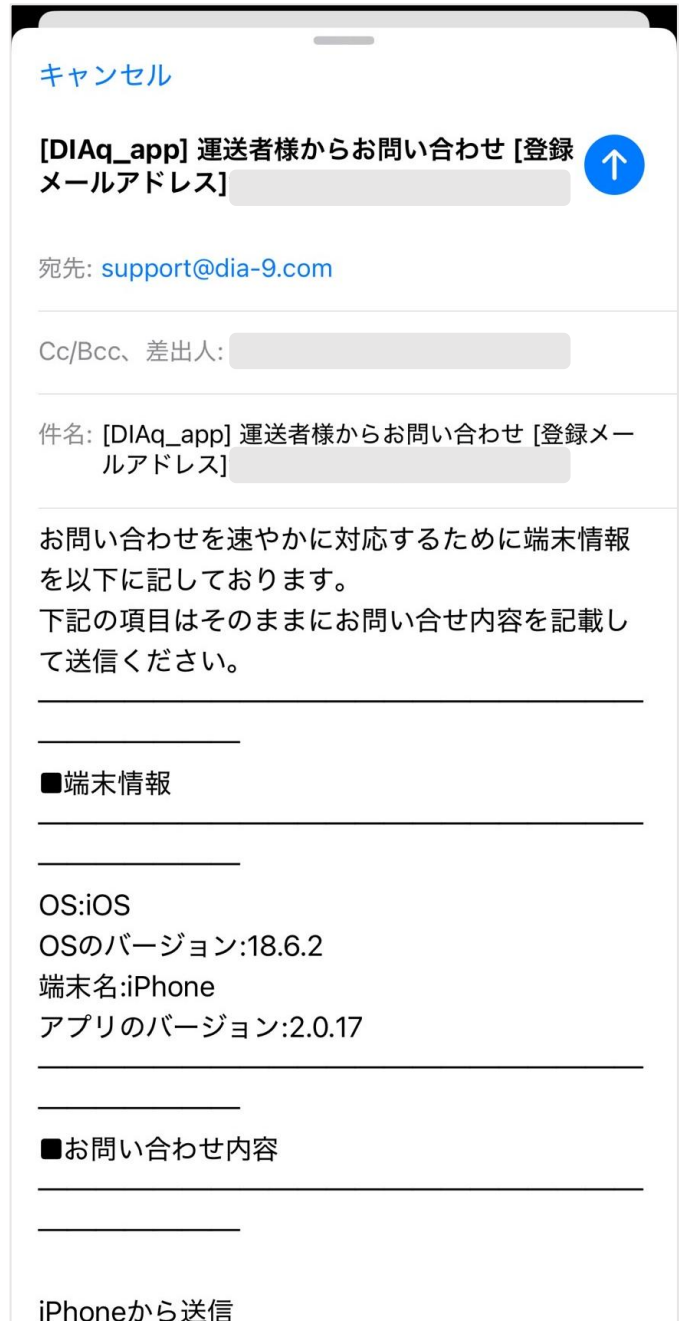 キャンセル
[DIAq_app] 運送者様からお問い合わせ [登録
メールアドレス]
宛先: support@dia-9.com
Cc/Bcc、差出人:
件名: [DIAq_app] 運送者様からお問い合わせ [登録メー
ルアドレス]
お問い合わせを速やかに対応するために端末情報
を以下に記しております。
下記の項目はそのままにお問い合せ内容を記載し
て送信ください。
■端末情報
OS:iOS
OSのバージョン:18.6.2
端末名:iPhone
アプリのバージョン:2.0.17
■お問い合わせ内容
iPhoneから送信